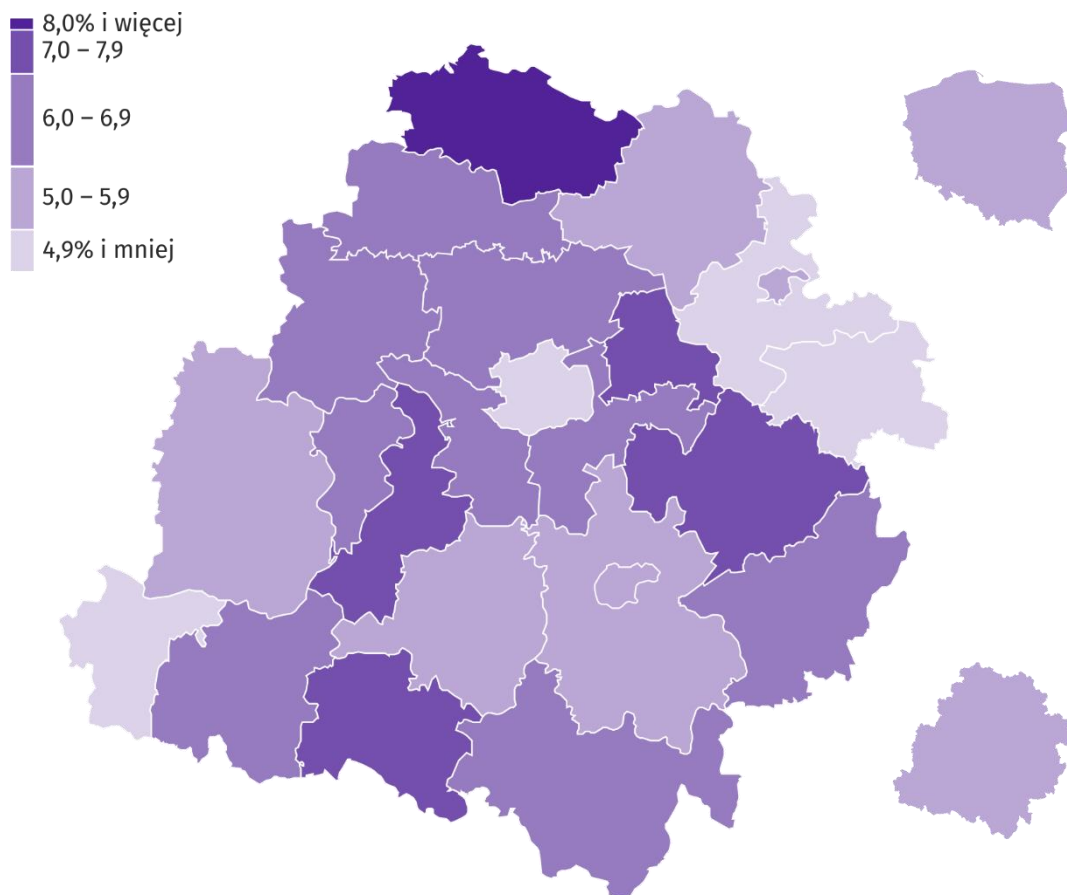 8,0% i więcej
7,0 – 7,9
6,0 – 6,9
5,0 – 5,9
4,9% i mniej